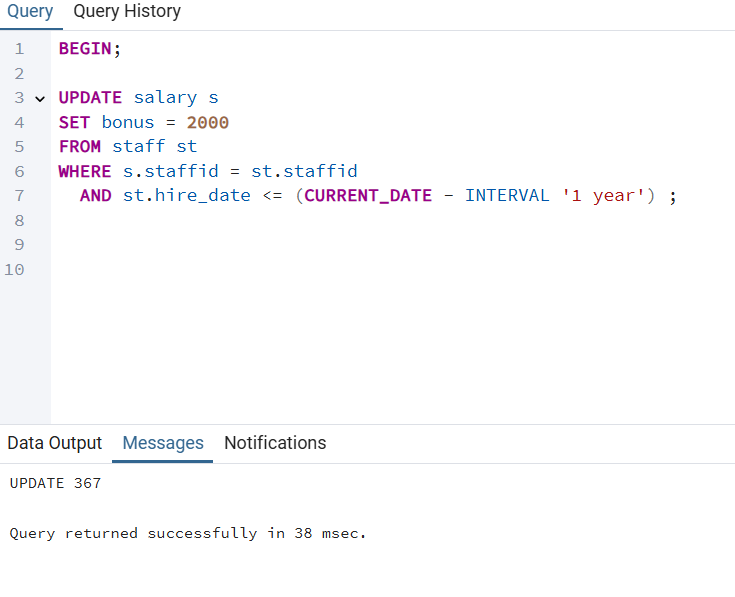 Query Query History
1 BEGIN;
2
3 UPDATE salary s
4 SET bonus = 2000
5 FROM staff st
6 WHERE s.staffid = st.staffid
7 AND st.hire_date <= (CURRENT_DATE - INTERVAL '1 year') ;
8
9
10
Data Output Messages Notifications
UPDATE 367
Query returned successfully in 38 msec.